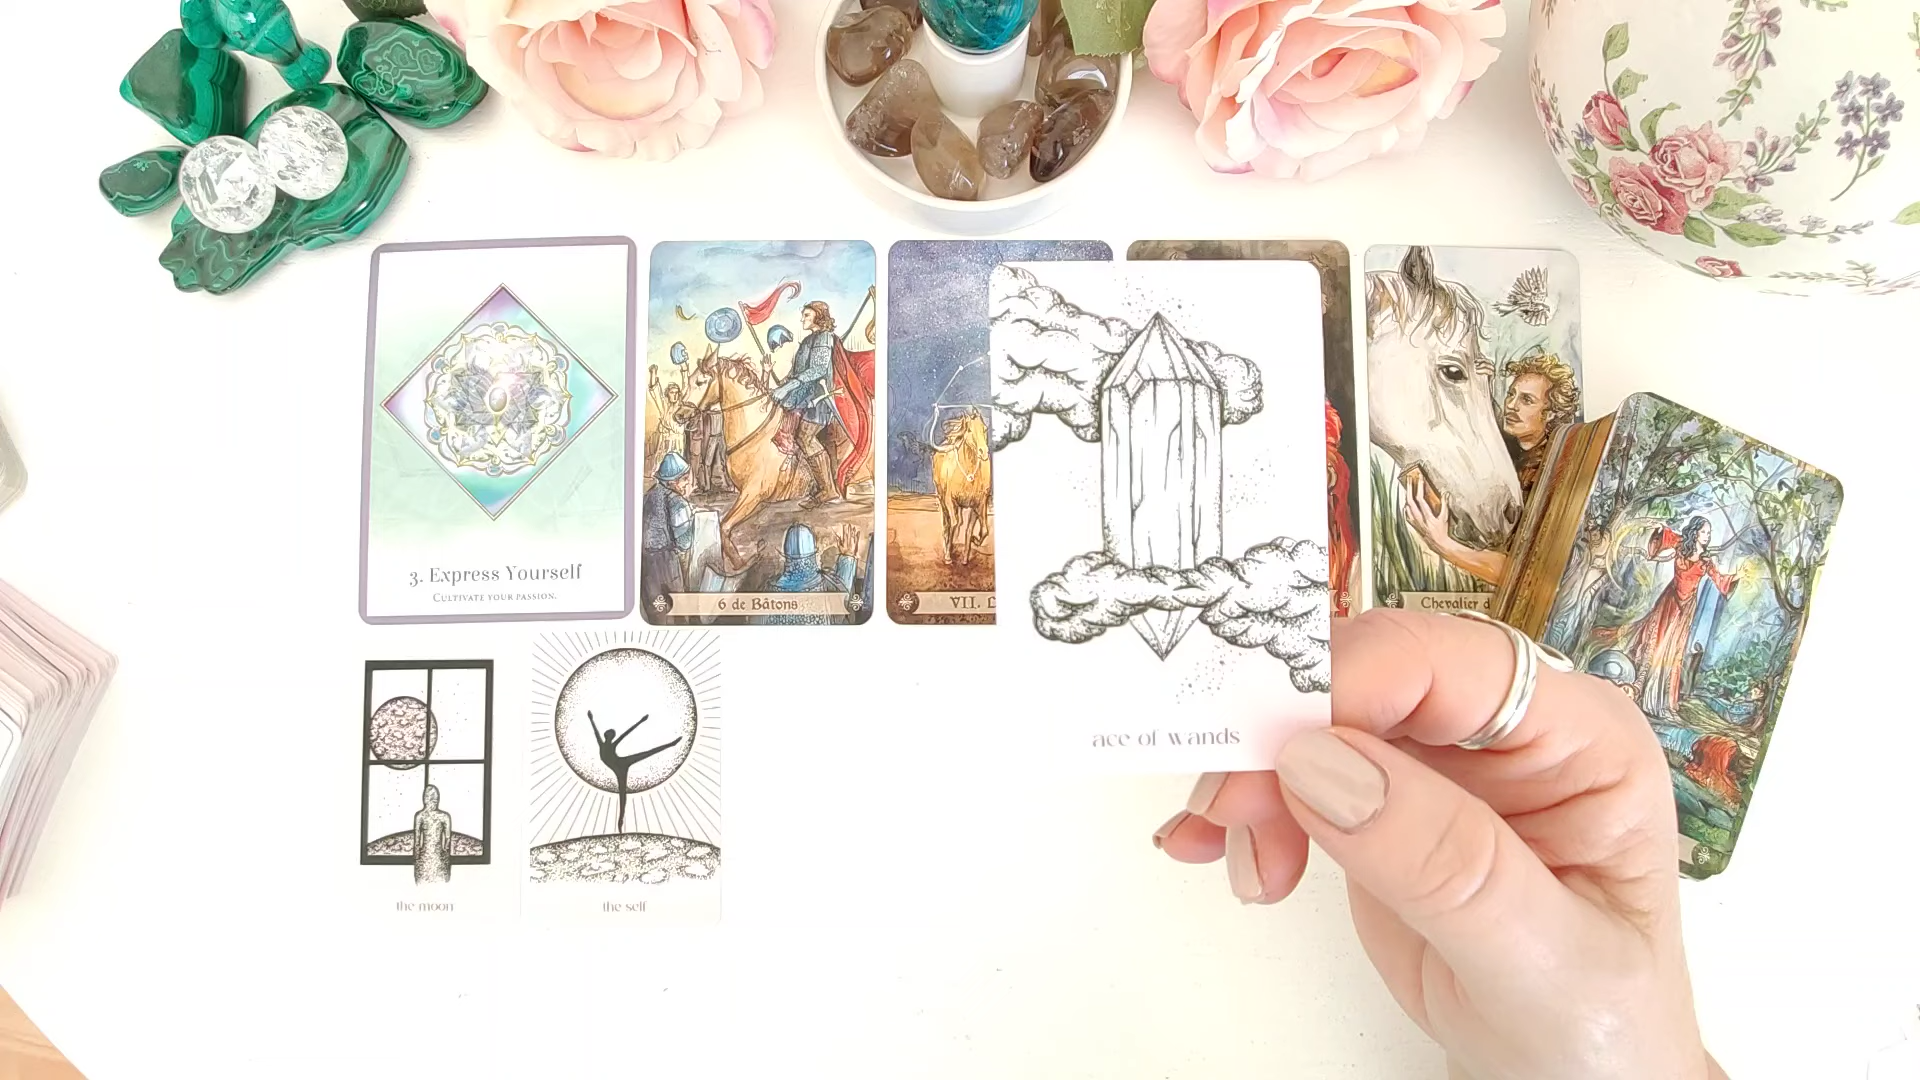 3. Express Yourself
Cultivate your passion.
6 de Bâtons
VII.
Chevalier d
ace of wands
the moon
the self